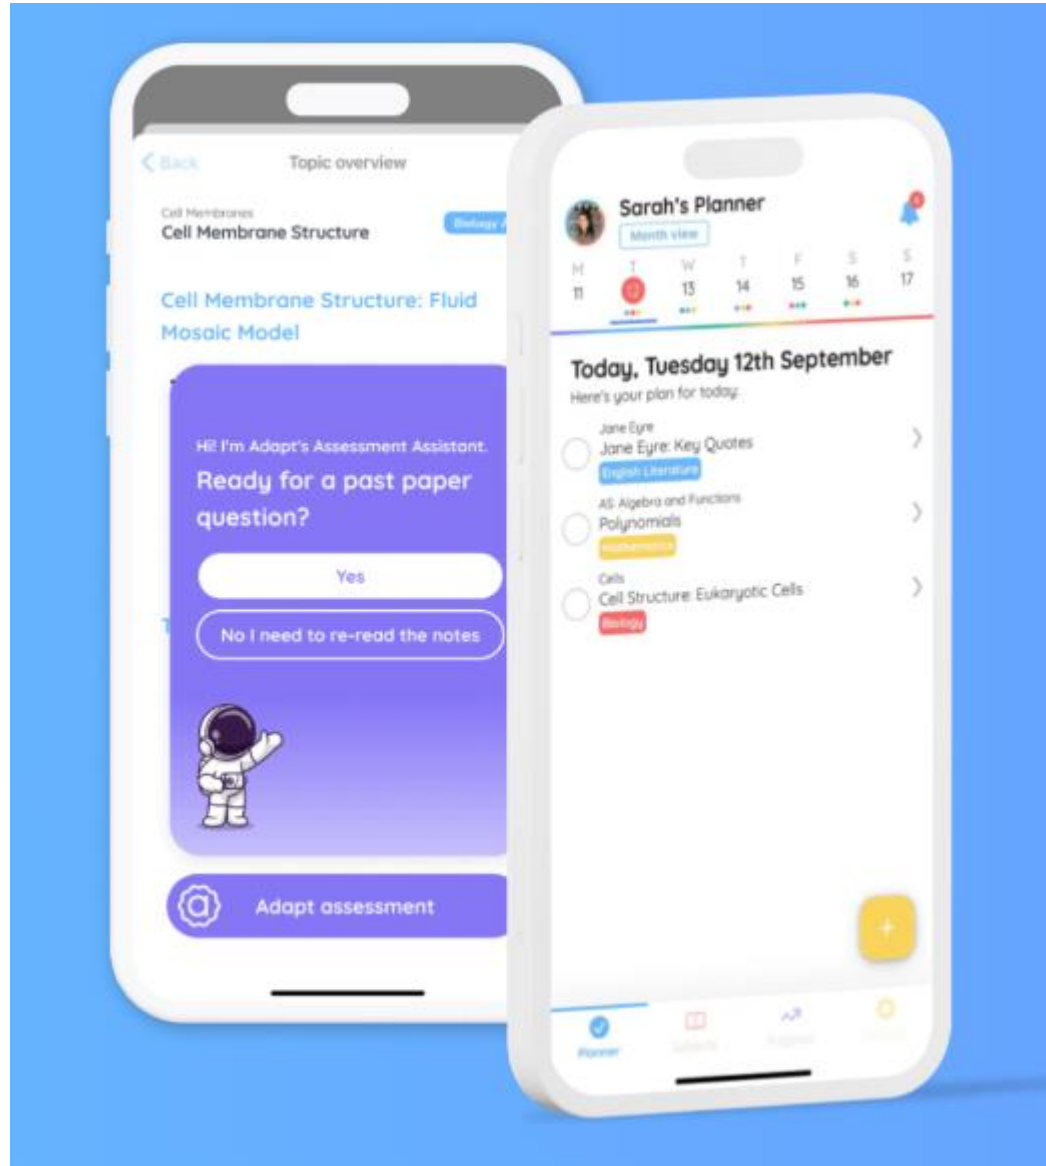 Back
Topic overview
Cell Membranes
Cell Membrane Structure
Biology A
Cell Membrane Structure: Fluid
Mosaic Model
Hi! I'm Adapt's Assessment Assistant.
Ready for a past paper
question?
Yes
No I need to re-read the notes
Adapt assessment
Sarah's Planner
Month view
M T W T F S S
11 12 13 14 15 16 17
Today, Tuesday 12th September
Here's your plan for today:
Jane Eyre
Jane Eyre: Key Quotes
English Literature
AS: Algebra and Functions
Polynomials
Mathematics
Cells
Cell Structure: Eukaryotic Cells
Biology
Planner